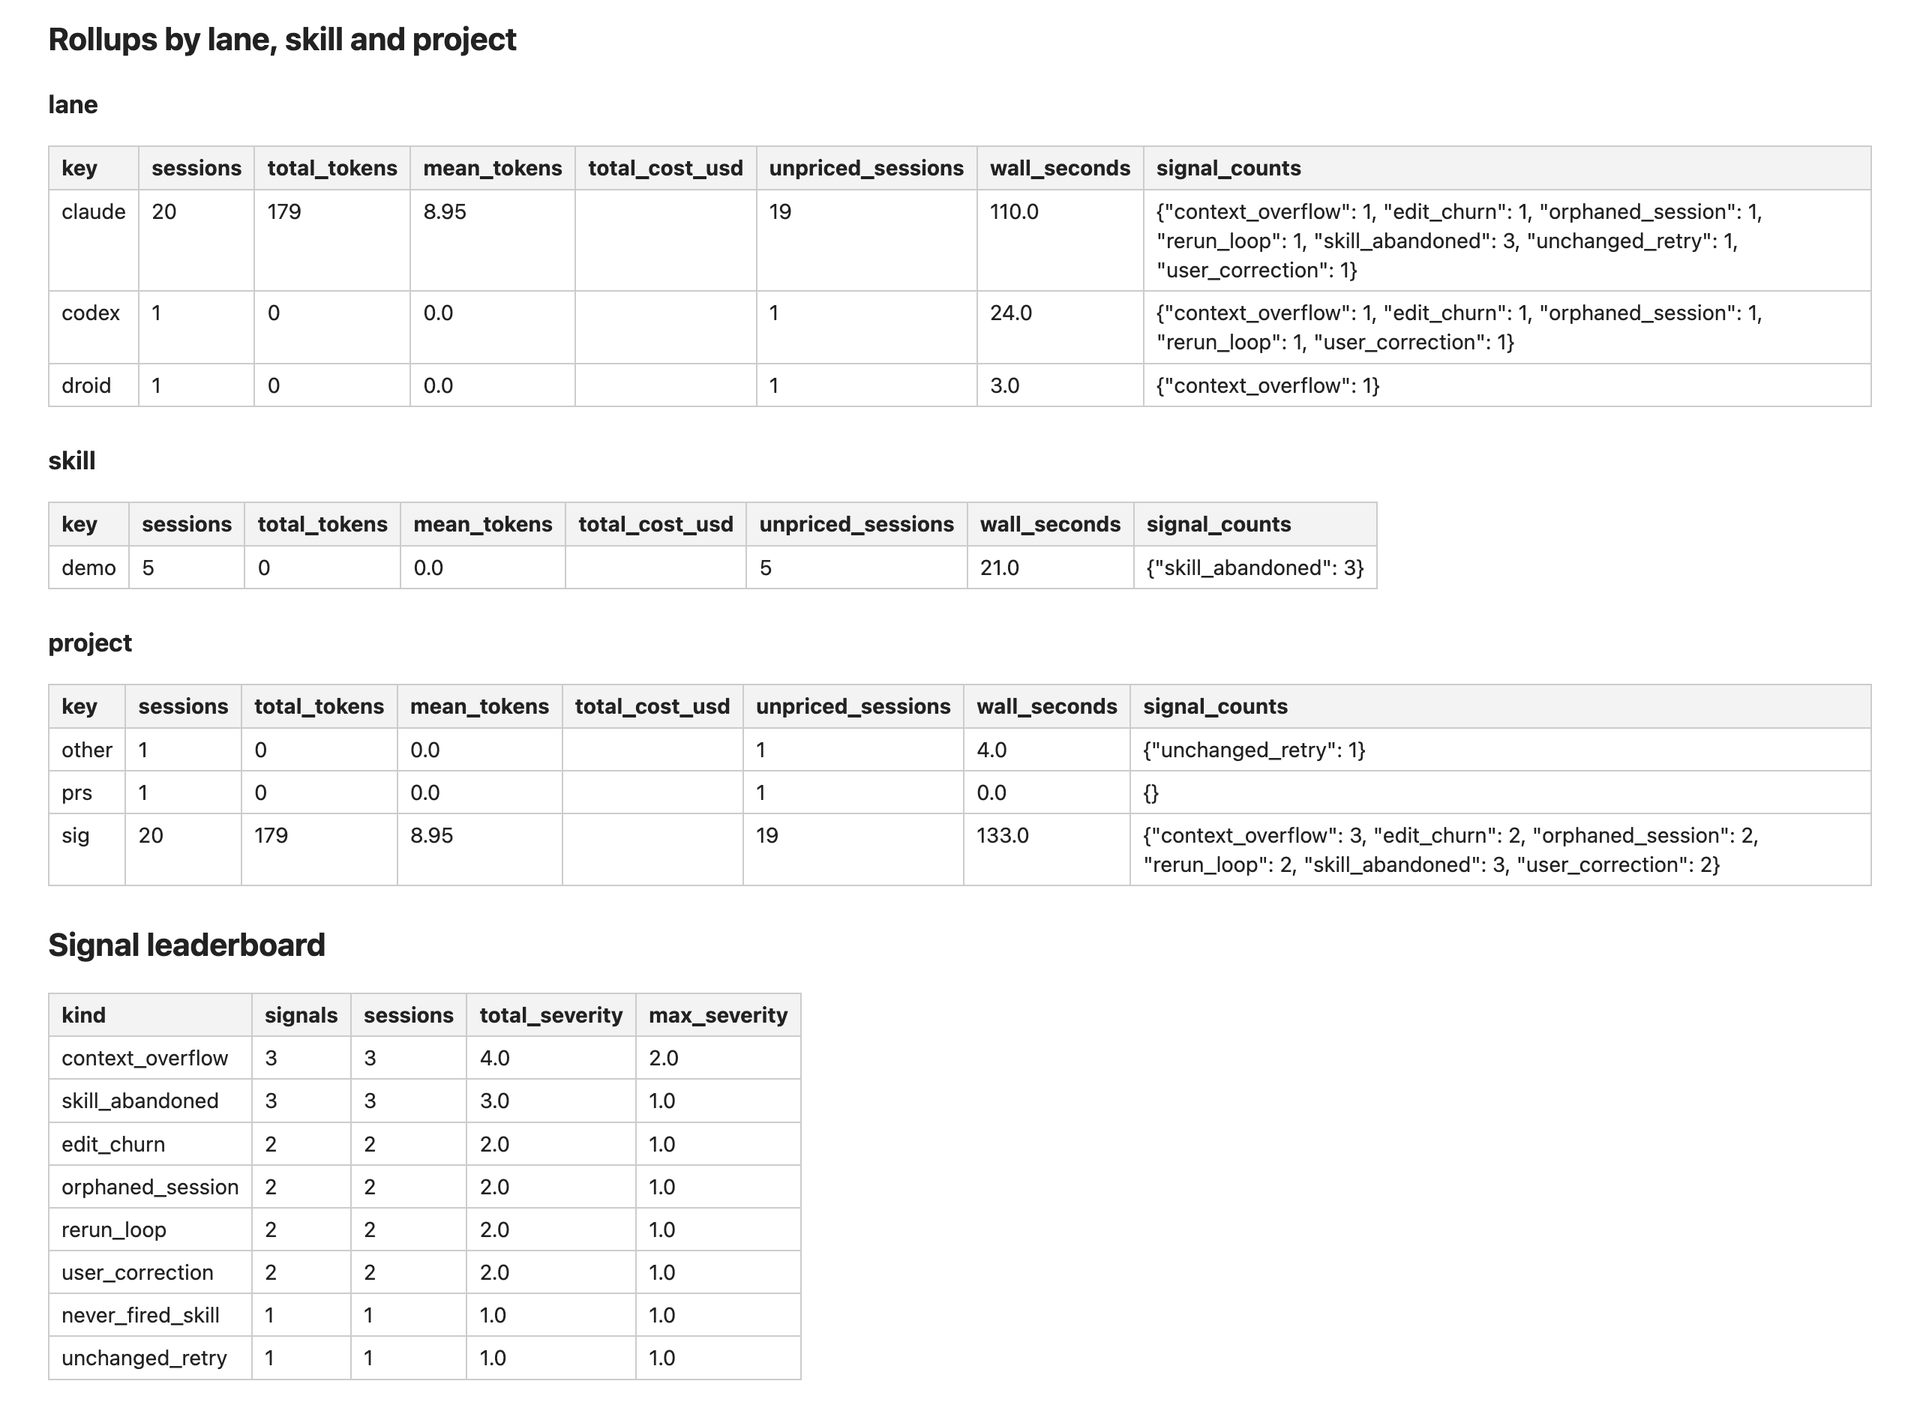 Rollups by lane, skill and project
lane
key sessions total_tokens mean_tokens total_cost_usd unpriced_sessions wall_seconds signal_counts
claude 20 179 8.95 19 110.0 {"context_overflow": 1, "edit_churn": 1, "orphaned_session": 1,
"rerun_loop": 1, "skill_abandoned": 3, "unchanged_retry": 1,
"user_correction": 1}
codex 1 0 0.0 1 24.0 {"context_overflow": 1, "edit_churn": 1, "orphaned_session": 1,
"rerun_loop": 1, "user_correction": 1}
droid 1 0 0.0 1 3.0 {"context_overflow": 1}
skill
key sessions total_tokens mean_tokens total_cost_usd unpriced_sessions wall_seconds signal_counts
demo 5 0 0.0 5 21.0 {"skill_abandoned": 3}
project
key sessions total_tokens mean_tokens total_cost_usd unpriced_sessions wall_seconds signal_counts
other 1 0 0.0 1 4.0 {"unchanged_retry": 1}
prs 1 0 0.0 1 0.0 {}
sig 20 179 8.95 19 133.0 {"context_overflow": 3, "edit_churn": 2, "orphaned_session": 2,
"rerun_loop": 2, "skill_abandoned": 3, "user_correction": 2}
Signal leaderboard
kind signals sessions total_severity max_severity
context_overflow 3 3 4.0 2.0
skill_abandoned 3 3 3.0 1.0
edit_churn 2 2 2.0 1.0
orphaned_session 2 2 2.0 1.0
rerun_loop 2 2 2.0 1.0
user_correction 2 2 2.0 1.0
never_fired_skill 1 1 1.0 1.0
unchanged_retry 1 1 1.0 1.0